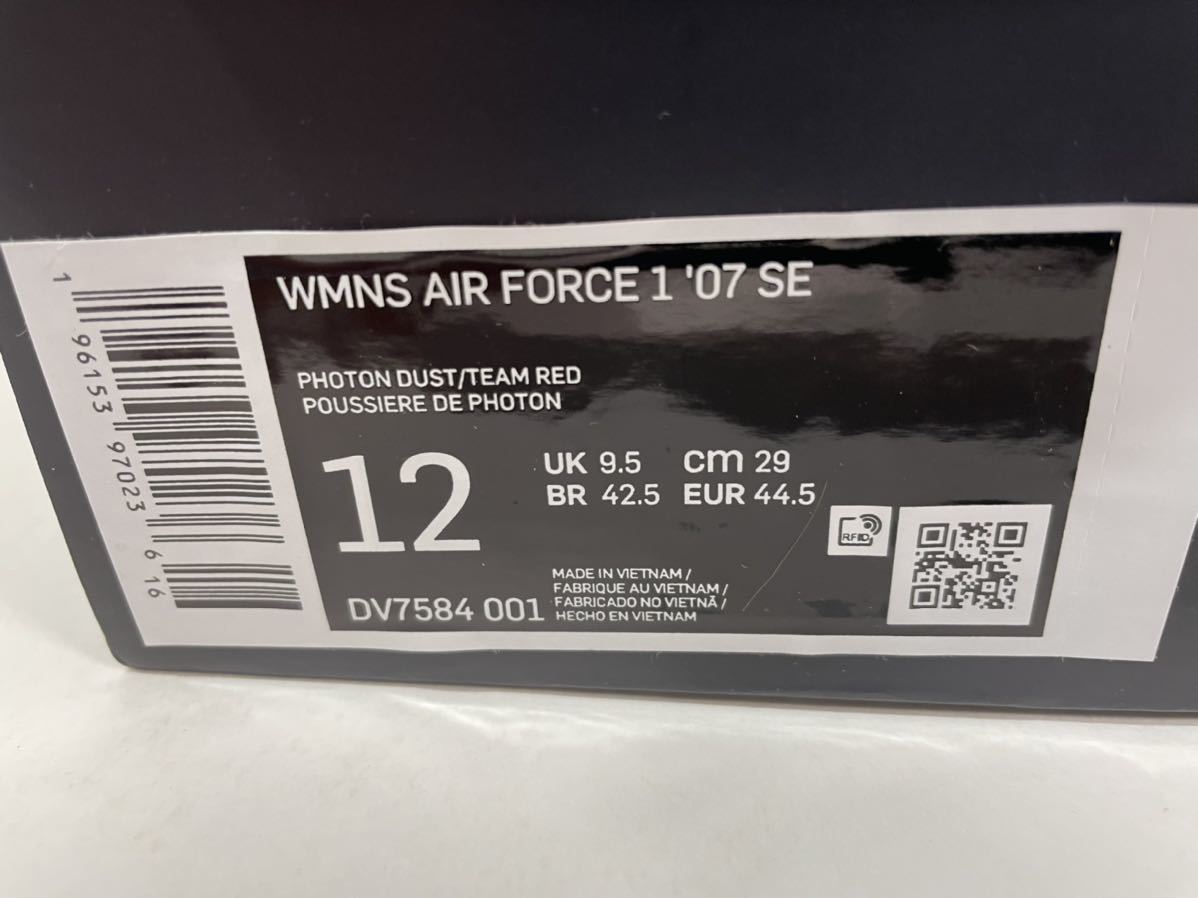 WMNS AIR FORCE 1 '07 SE
PHOTON DUST/TEAM RED
POUSSIERE DE PHOTON
12
UK 9.5 cm 29
BR 42.5 EUR 44.5
RFID
MADE IN VIETNAM /
FABRIQUE AU VIETNAM /
FABRICADO NO VIETNÃ /
HECHO EN VIETNAM
DV7584 001
1 96153 97023 6 16